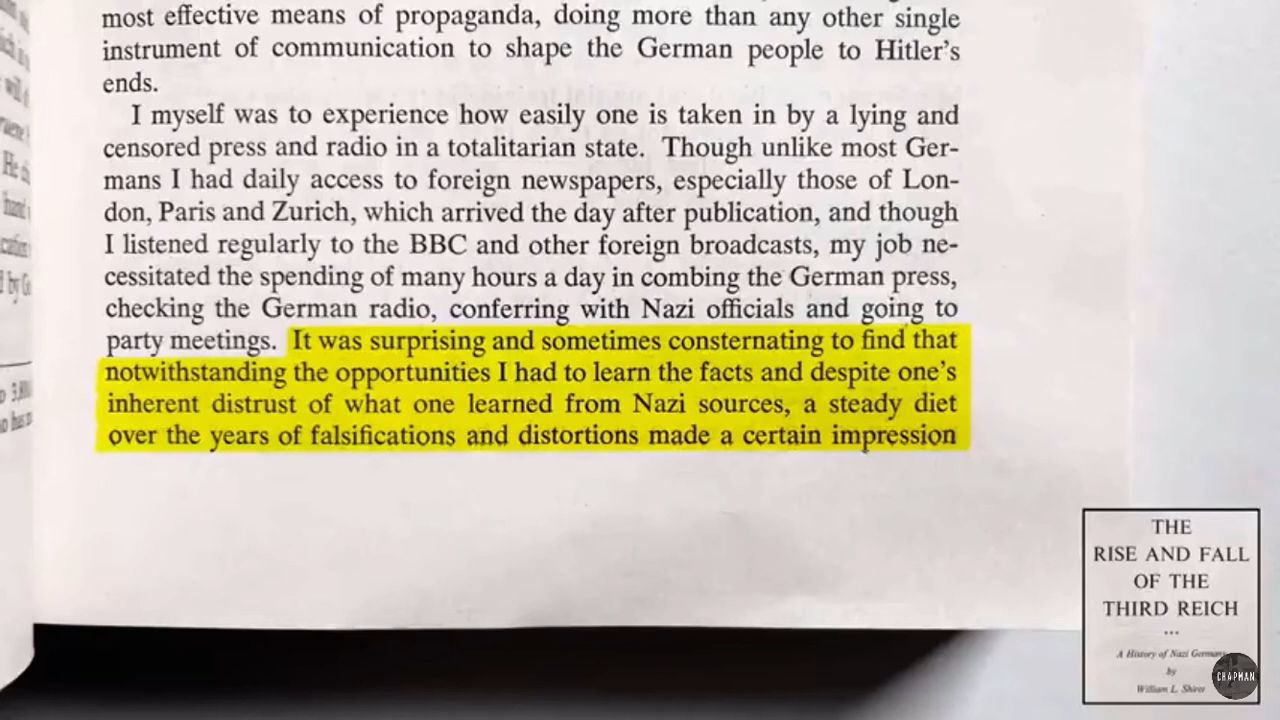 most effective means of propaganda, doing more than any other single
instrument of communication to shape the German people to Hitler's
ends.
I myself was to experience how easily one is taken in by a lying and
censored press and radio in a totalitarian state. Though unlike most Ger-
mans I had daily access to foreign newspapers, especially those of Lon-
don, Paris and Zurich, which arrived the day after publication, and though
I listened regularly to the BBC and other foreign broadcasts, my job ne-
cessitated the spending of many hours a day in combing the German press,
checking the German radio, conferring with Nazi officials and going to
party meetings. It was surprising and sometimes consternating to find that
notwithstanding the opportunities I had to learn the facts and despite one's
inherent distrust of what one learned from Nazi sources, a steady diet
over the years of falsifications and distortions made a certain impression
THE
RISE AND FALL
OF THE
THIRD REICH
...
A History of Nazi Germany
by
William L. Shirer
CHAPMAN